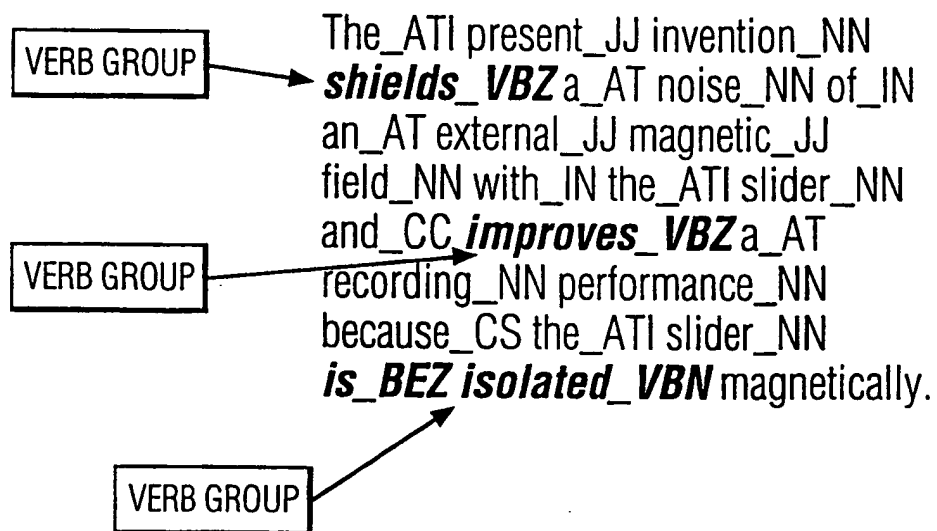 VERB GROUP
The_ATI present_JJ invention_NN
shields_VBZ a_AT noise_NN of_IN
an_AT external_JJ magnetic_JJ
field_NN with_IN the_ATI slider_NN
VERB GROUP
and_CC improves_VBZ a_AT
recording_NN performance_NN
because_CS the_ATI slider_NN
is_BEZ isolated_VBN magnetically.
VERB GROUP